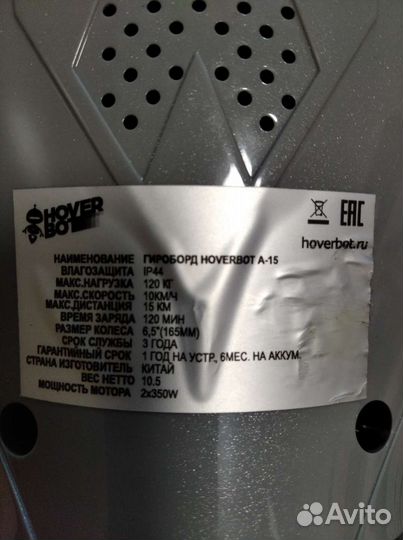 HOVER
BOT
EAC
hoverbot.ru
НАИМЕНОВАНИЕ ГИРОБОРД HOVERBOT A-15
ВЛАГОЗАЩИТА IP44
МАКС.НАГРУЗКА 120 КГ
МАКС.СКОРОСТЬ 10КМ/Ч
МАКС.ДИСТАНЦИЯ 15 КМ
ВРЕМЯ ЗАРЯДА 120 МИН
РАЗМЕР КОЛЕСА 6,5"(165ММ)
СРОК СЛУЖБЫ 3 ГОДА
ГАРАНТИЙНЫЙ СРОК 1 ГОД НА УСТР, 6МЕС. НА АККУМ.
СТРАНА ИЗГОТОВИТЕЛЬ КИТАЙ
ВЕС НЕТТО 10.5
МОЩНОСТЬ МОТОРА 2x350W
Avito